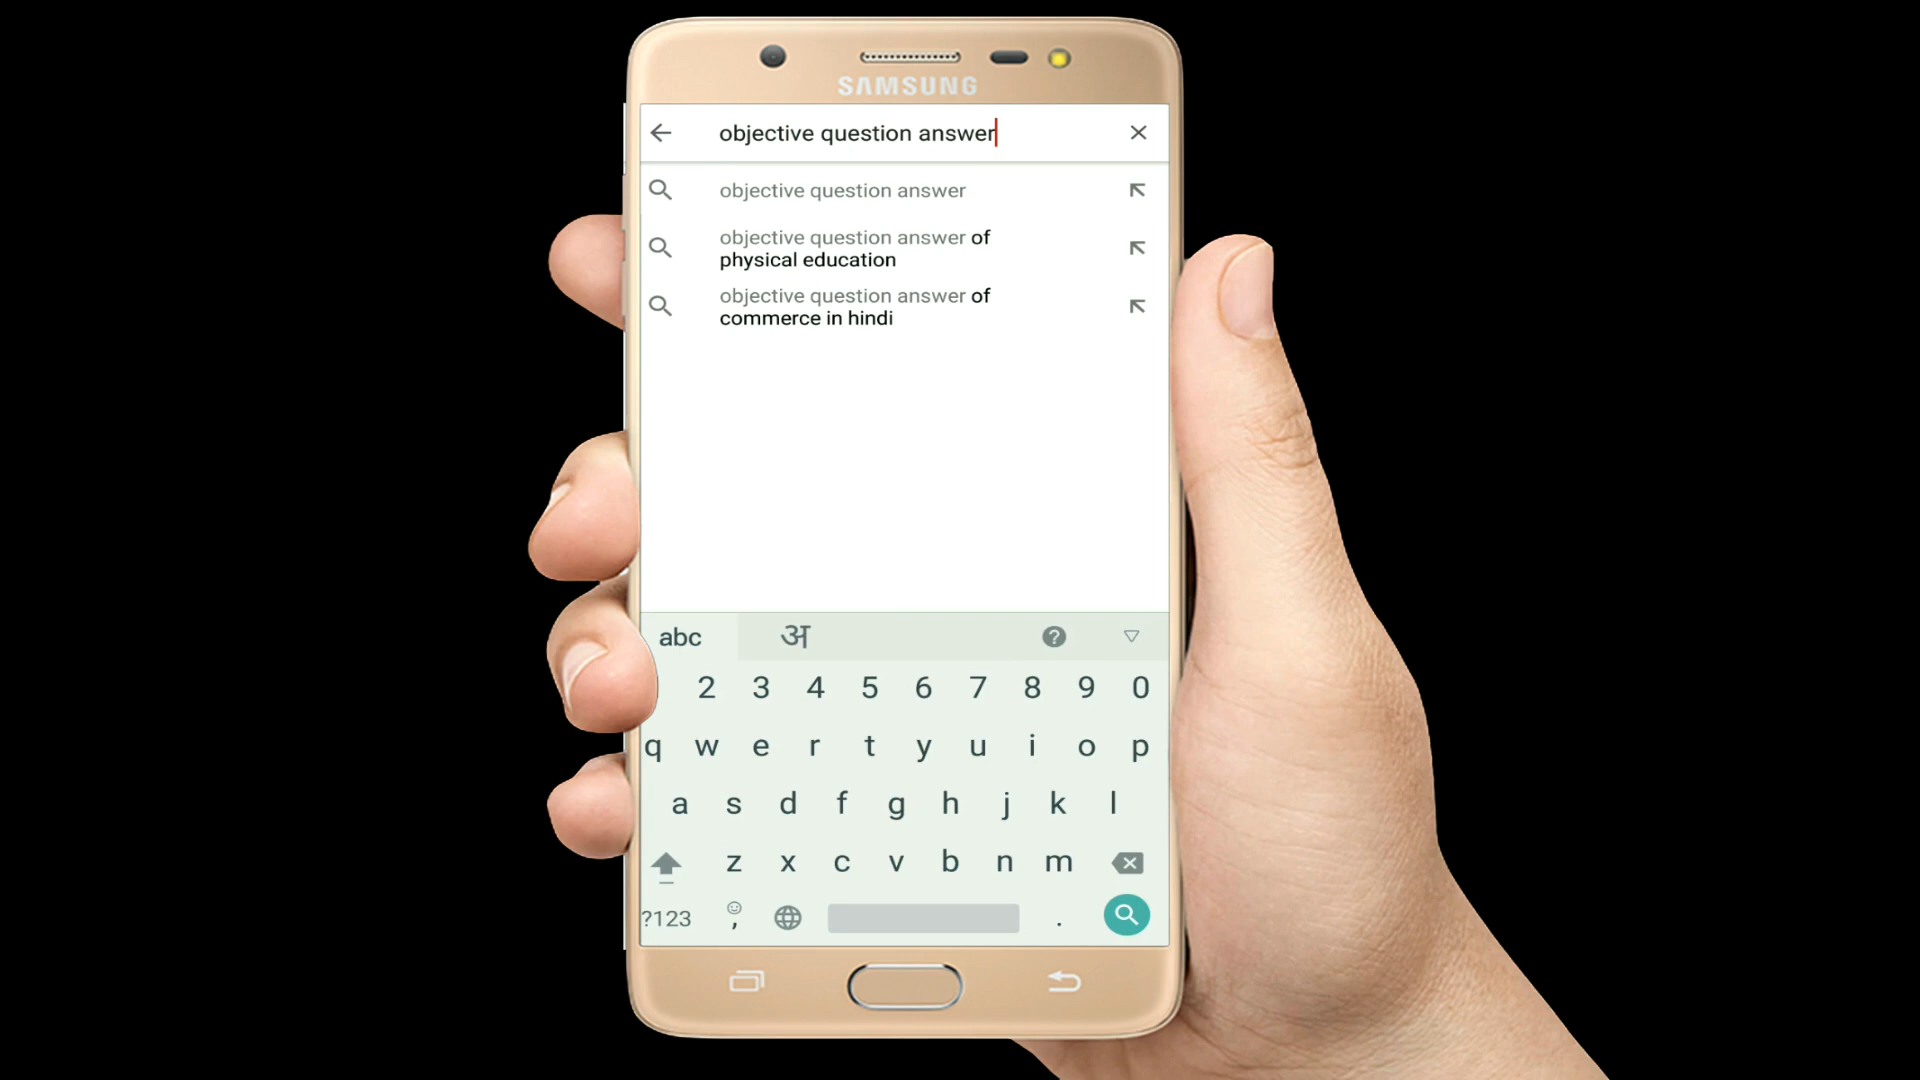 SAMSUNG
objective question answer
objective question answer
objective question answer of
physical education
objective question answer of
commerce in hindi
abc अ
2 3 4 5 6 7 8 9 0
q w e r t y u i o p
a s d f g h j k l
z x c v b n m
?123 , .